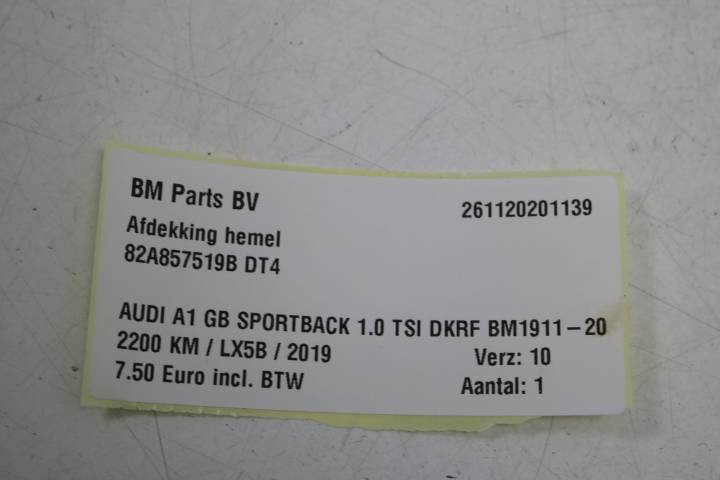 BM Parts BV 261120201139
Afdekking hemel
82A857519B DT4
AUDI A1 GB SPORTBACK 1.0 TSI DKRF BM1911-20
2200 KM / LX5B / 2019 Verz: 10
7.50 Euro incl. BTW Aantal: 1